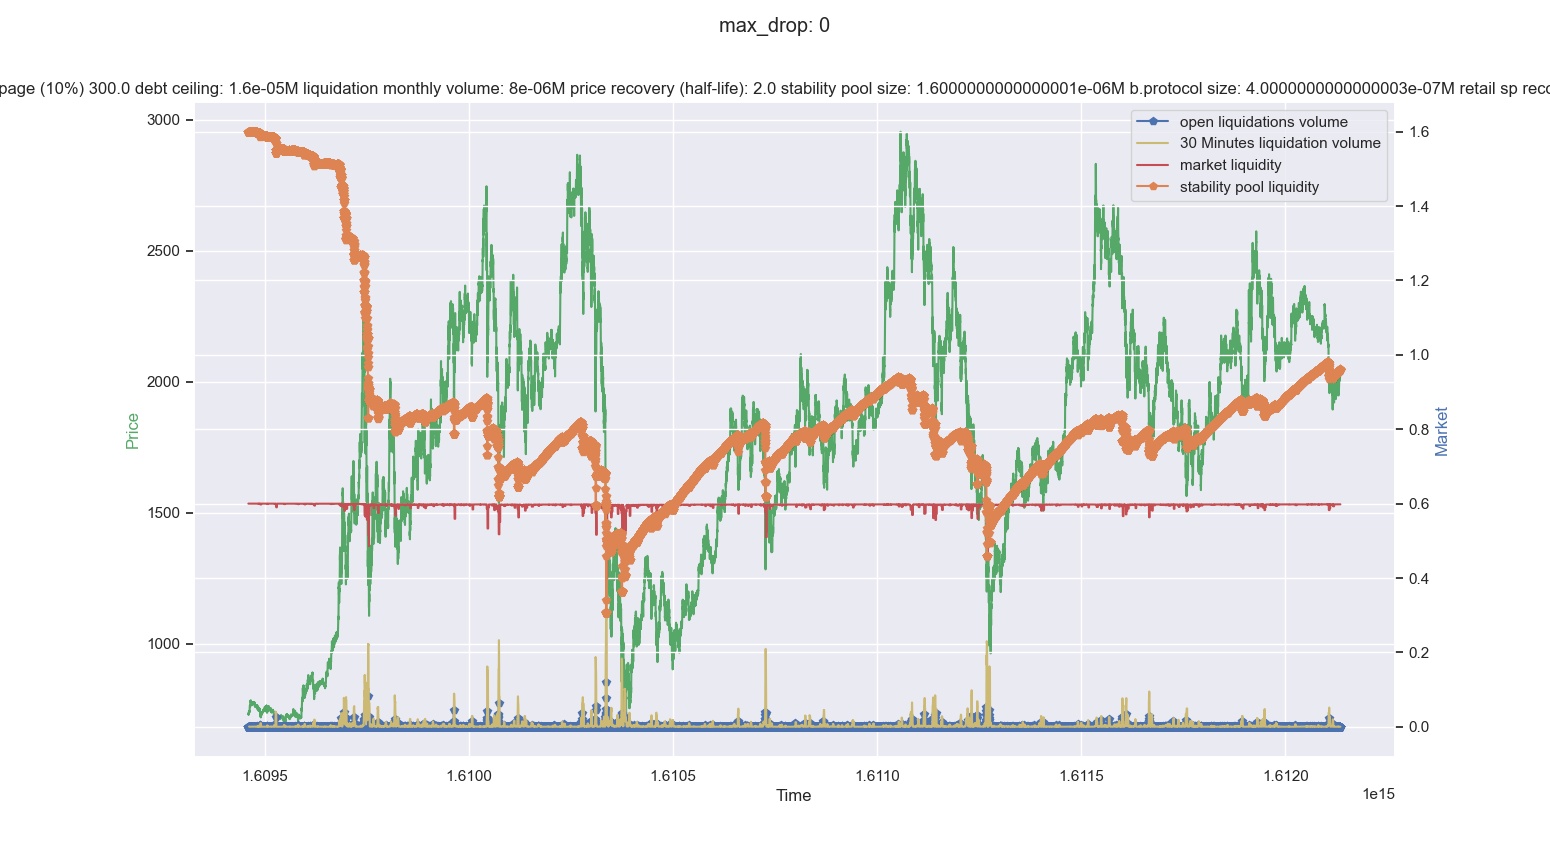 max_drop: 0
page (10%) 300.0 debt ceiling: 1.6e-05M liquidation monthly volume: 8e-06M price recovery (half-life): 2.0 stability pool size: 1.6000000000000001e-06M b.protocol size: 4.0000000000000003e-07M retail sp reco
3000
2500
2000
1500
1000
Price
open liquidations volume
30 Minutes liquidation volume
market liquidity
stability pool liquidity
1.6
1.4
1.2
1.0
0.8
0.6
0.4
0.2
0.0
Market
1.6095
1.6100
1.6105
1.6110
1.6115
1.6120
1e15
Time